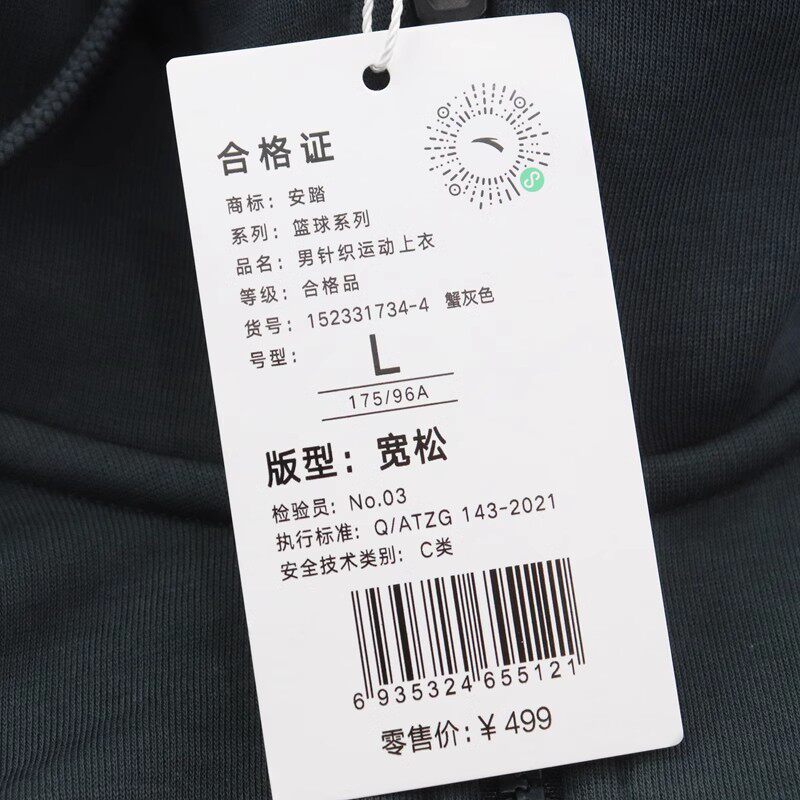 合格证
商标：安踏
系列：篮球系列
品名：男针织运动上衣
等级：合格品
货号：152331734-4 蟹灰色
号型：L
175/96A
版型：宽松
检验员：No.03
执行标准：Q/ATZG 143-2021
安全技术类别：C类
6 935324 655121
零售价：¥499